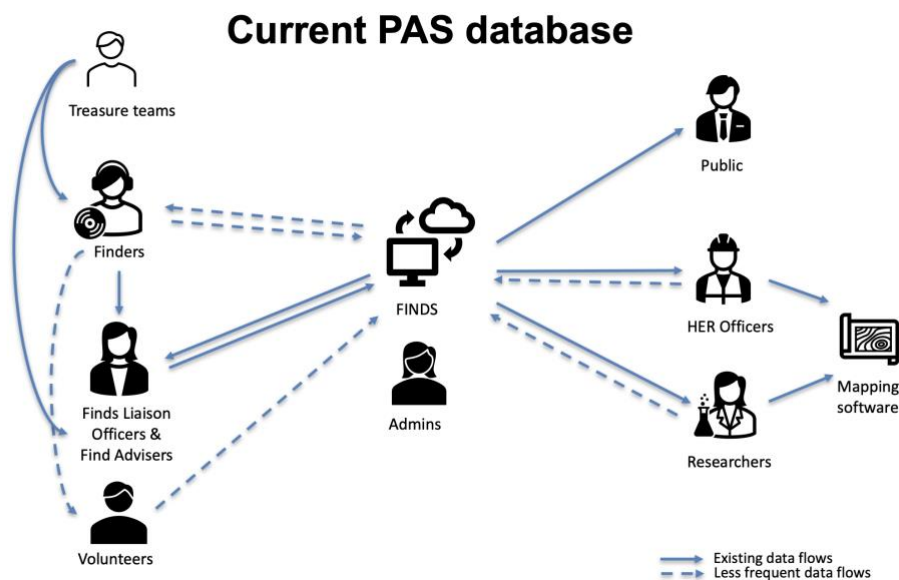 Current PAS database
Treasure teams
Public
Finders
FINDS
HER Officers
Finds Liaison
Officers &
Find Advisers
Admins
Mapping
software
Researchers
Volunteers
Existing data flows
Less frequent data flows